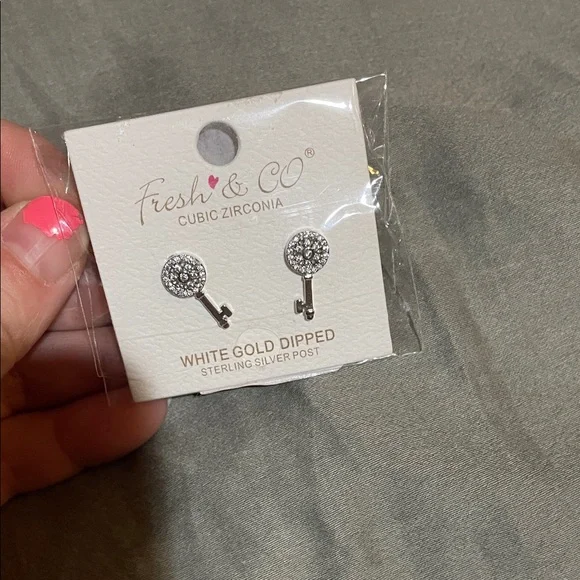 Fresh & CO®
CUBIC ZIRCONIA
WHITE GOLD DIPPED
STERLING SILVER POST